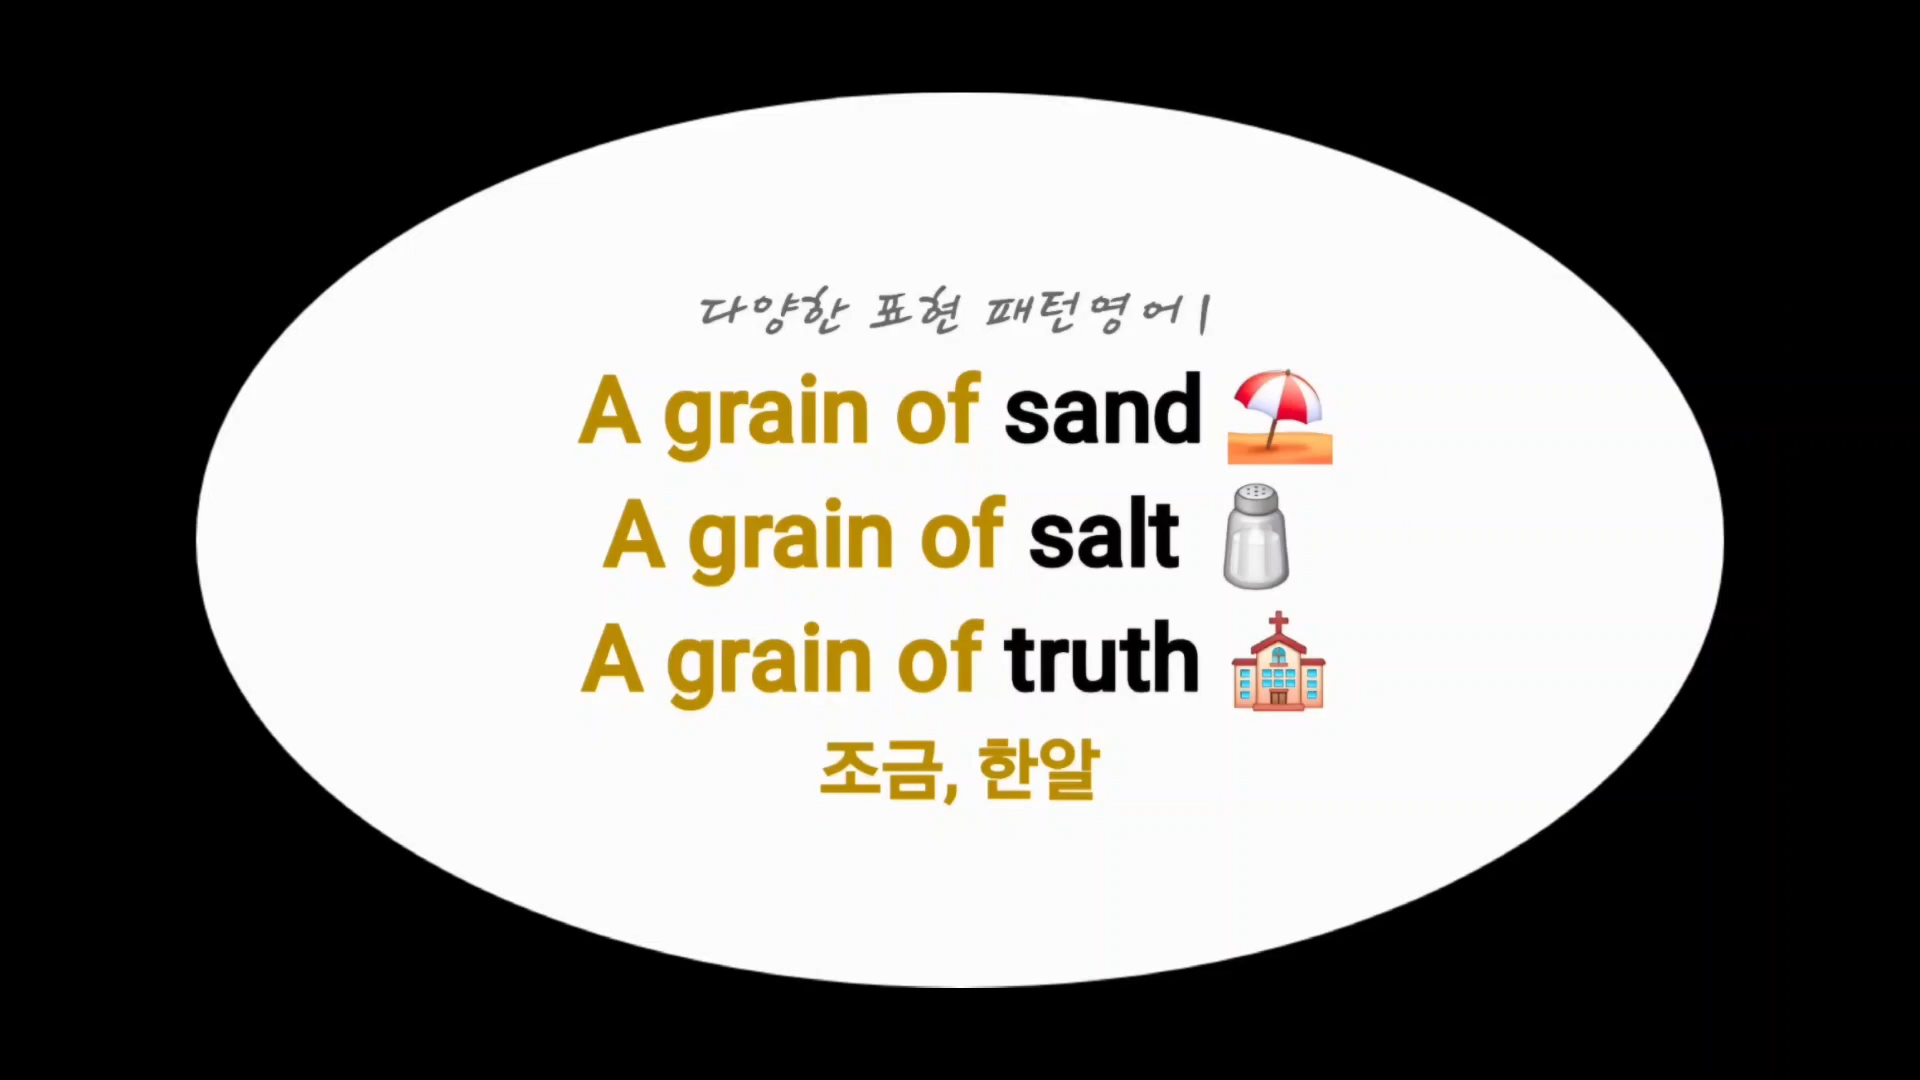 다양한 표현 패턴영어 |
A grain of sand
A grain of salt
A grain of truth
조금, 한알